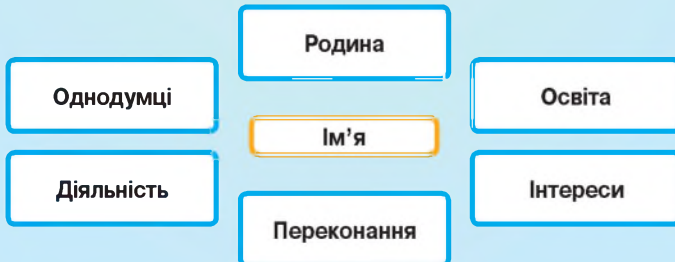 Родина
Однодумці
Освіта
Ім’я
Діяльність
Інтереси
Переконання